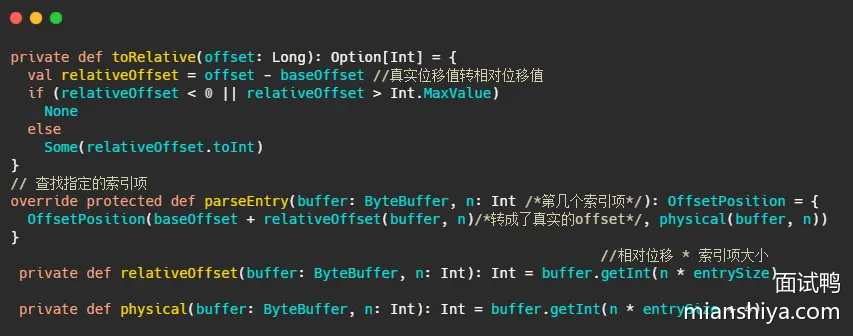 private def toRelative(offset: Long): Option[Int] = {
  val relativeOffset = offset - baseOffset //真实位移值转相对位移值
  if (relativeOffset < 0 || relativeOffset > Int.MaxValue)
    None
  else
    Some(relativeOffset.toInt)
}
// 查找指定的索引项
override protected def parseEntry(buffer: ByteBuffer, n: Int /*第几个索引项*/): OffsetPosition = {
  OffsetPosition(baseOffset + relativeOffset(buffer, n)/*转成了真实的offset*/, physical(buffer, n))
}
//相对位移 * 索引项大小
private def relativeOffset(buffer: ByteBuffer, n: Int): Int = buffer.getInt(n * entrySize)
面试鸭
private def physical(buffer: ByteBuffer, n: Int): Int = buffer.getInt(n * entrySize
mianshiya.com